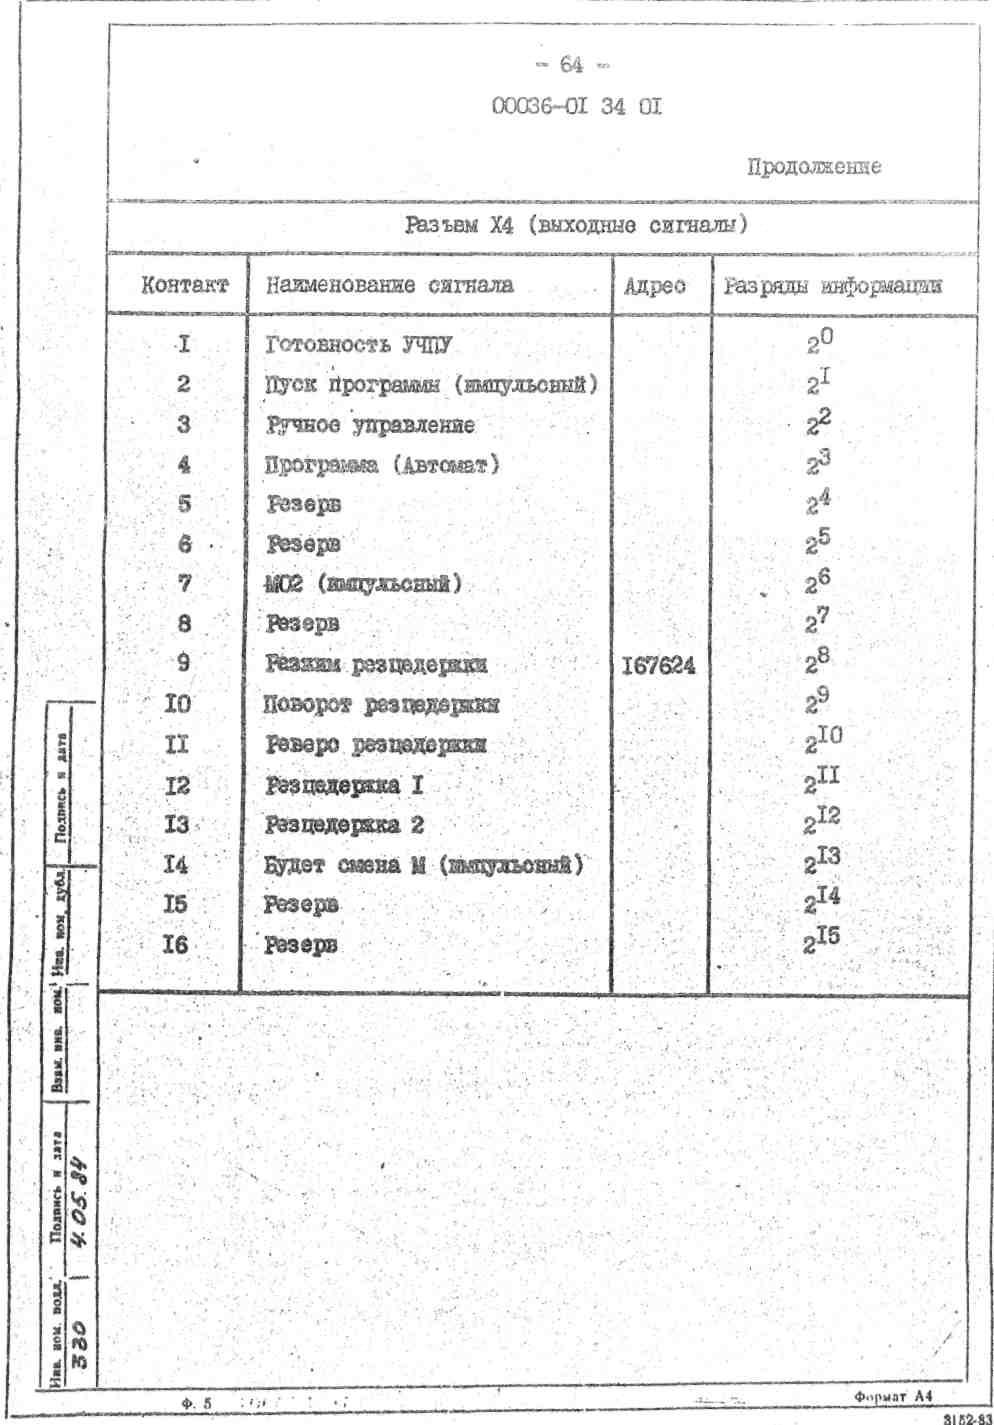 - 64 -
00036-0I 34 0I
Продолжение
Разъем X4 (выходные сигналы)
Контакт Наименование сигнала Адрес Разряды информации
I Готовность УЧПУ 2^0
2 Пуск программы (импульсный) 2^I
3 Ручное управление 2^2
4 Программа (Автомат) 2^3
5 Резерв 2^4
6 Резерв 2^5
7 М02 (импульсный) 2^6
8 Резерв 2^7
9 Режим резцедержки I67624 2^8
I0 Поворот резцедержки 2^9
II Реверс резцедержки 2^I0
I2 Резцедержка I 2^II
I3 Резцедержка 2 2^I2
I4 Будет смена М (импульсный) 2^I3
I5 Резерв 2^I4
I6 Резерв 2^I5
Подпись и дата
Инв. ном. дубл.
Взам. инв. ном.
Подпись и дата
4.05.84
Инв. ном. подл.
330
Ф. 5
Формат А4
3152-83